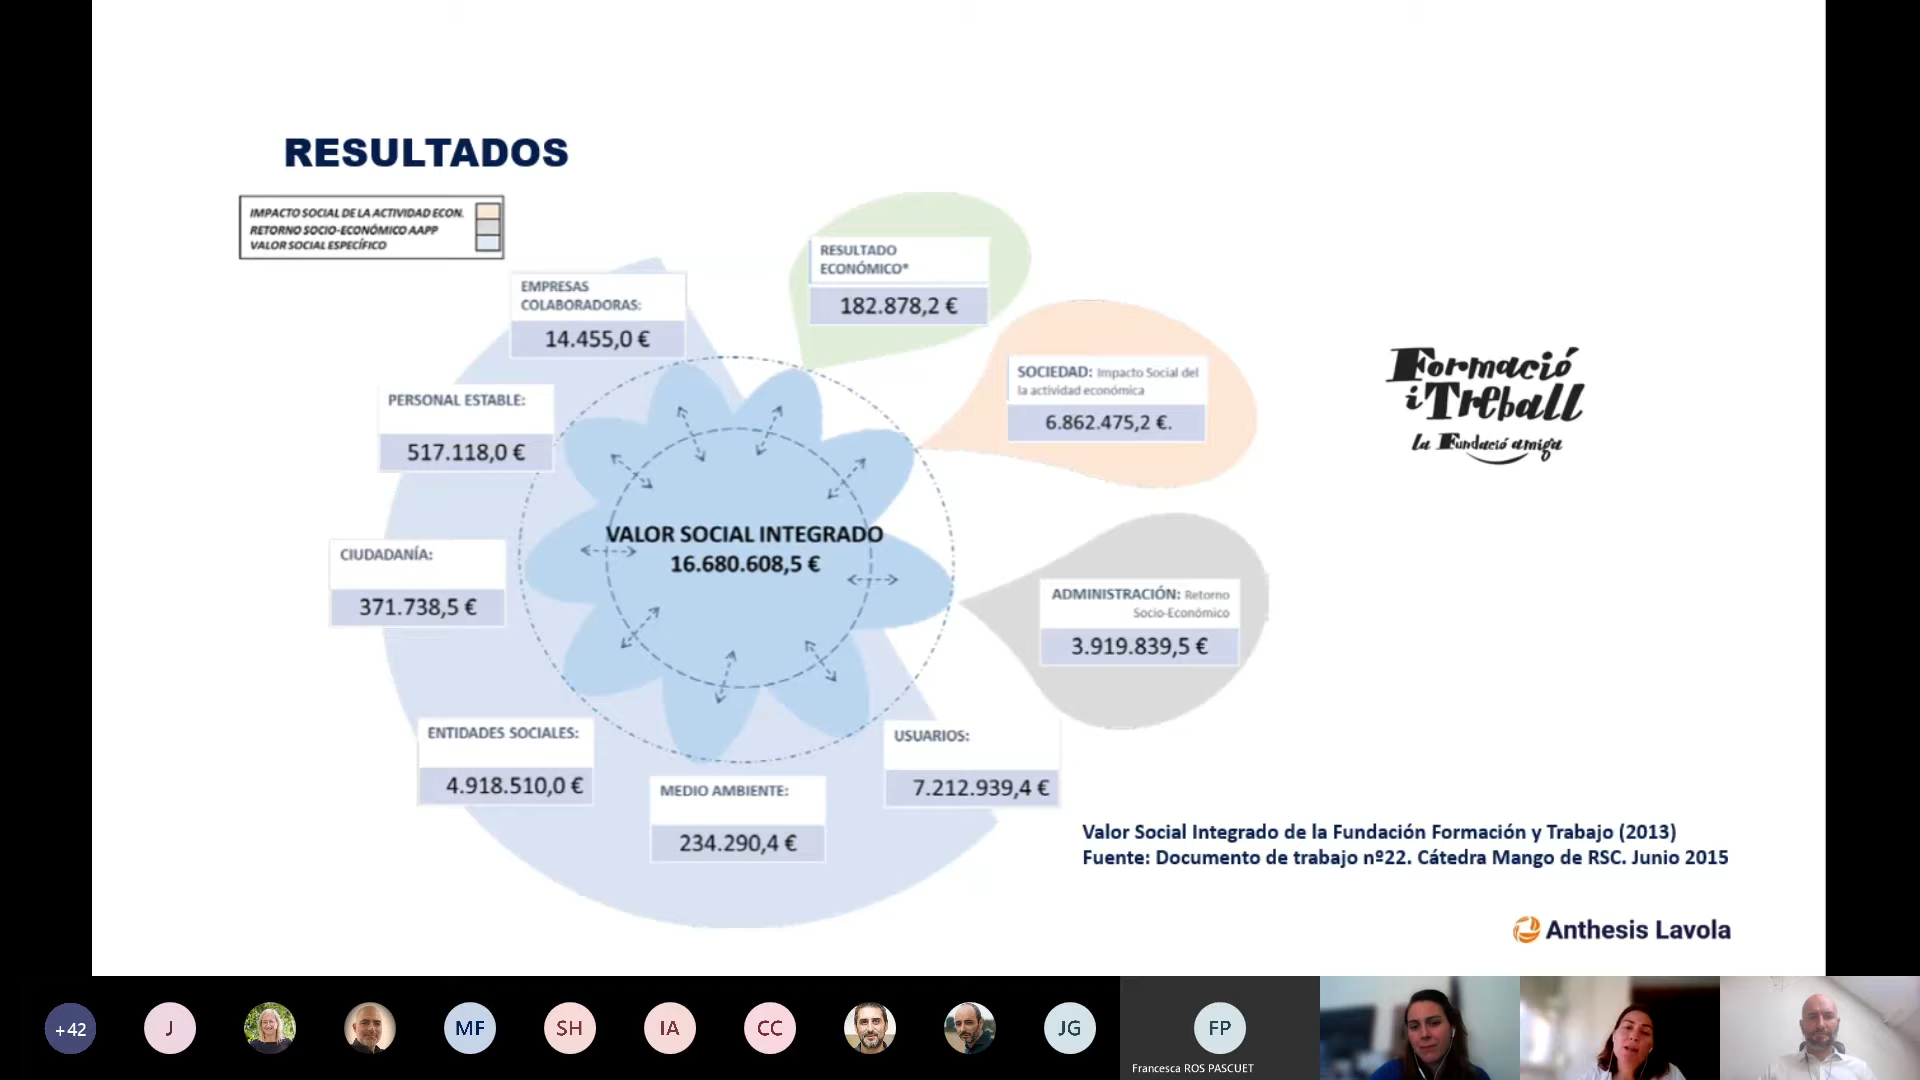 RESULTADOS
IMPACTO SOCIAL DE LA ACTIVIDAD ECON.
RETORNO SOCIO-ECONÓMICO AAPP
VALOR SOCIAL ESPECÍFICO
RESULTADO
ECONÓMICO*
182.878,2 €
EMPRESAS
COLABORADORAS:
14.455,0 €
SOCIEDAD: Impacto Social del
la actividad económica
6.862.475,2 €.
PERSONAL ESTABLE:
517.118,0 €
Formació
i Treball
la Fundació amiga
VALOR SOCIAL INTEGRADO
16.680.608,5 €
CIUDADANÍA:
371.738,5 €
ADMINISTRACIÓN: Retorno
Socio-Económico
3.919.839,5 €
ENTIDADES SOCIALES:
4.918.510,0 €
USUARIOS:
7.212.939,4 €
MEDIO AMBIENTE:
234.290,4 €
Valor Social Integrado de la Fundación Formación y Trabajo (2013)
Fuente: Documento de trabajo nº22. Cátedra Mango de RSC. Junio 2015
Anthesis Lavola
+42
J
MF
SH
IA
CC
JG
FP
Francesca ROS PASCUET